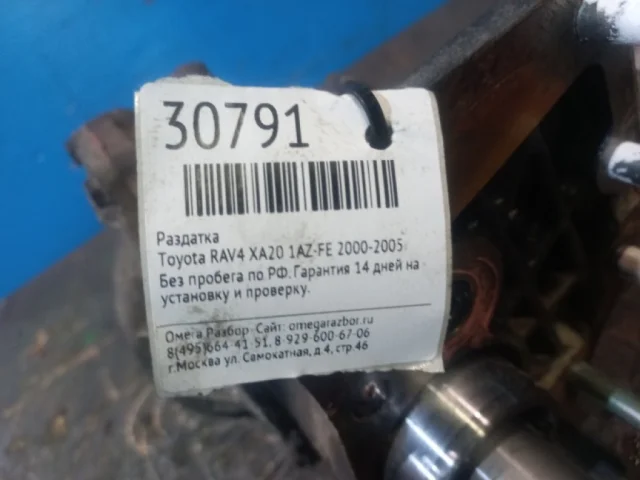 30791
Раздатка
Toyota RAV4 XA20 1AZ-FE 2000-2005
Без пробега по РФ. Гарантия 14 дней на
установку и проверку.
Омега Разбор Сайт: omegarazbor.ru
8(495)664-41-51, 8-929-600-67-06
г.Москва ул. Самокатная, д 4, стр.46